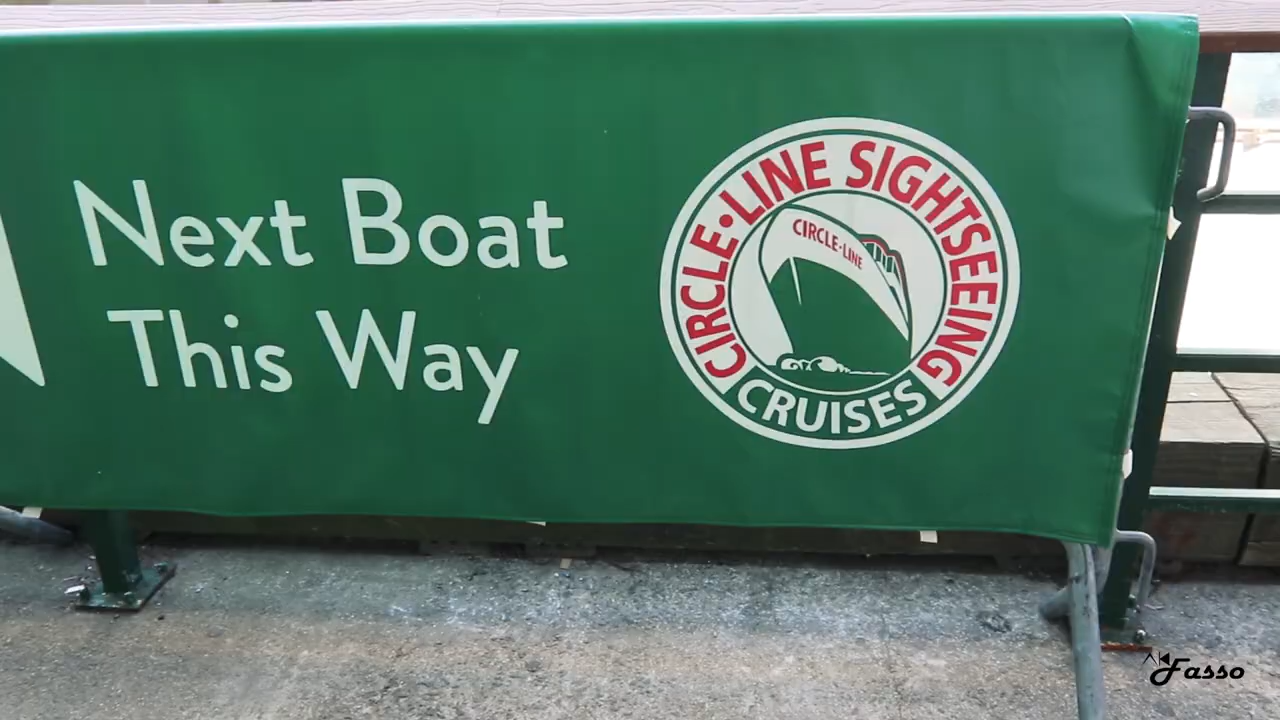 Next Boat
This Way
CIRCLE·LINE SIGHTSEEING
CRUISES
CIRCLE·LINE
Fasso